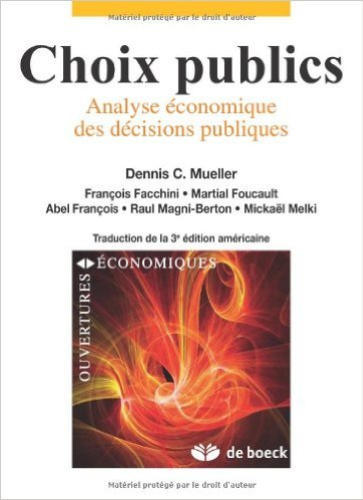 Matériel protégé par le droit d'auteur
Choix publics
Analyse économique
des décisions publiques
Dennis C. Mueller
François Facchini • Martial Foucault
Abel François • Raul Magni-Berton • Mickaël Melki
Traduction de la 3e édition américaine
OUVERTURES
ÉCONOMIQUES
de boeck
Matériel protégé par le droit d'auteur